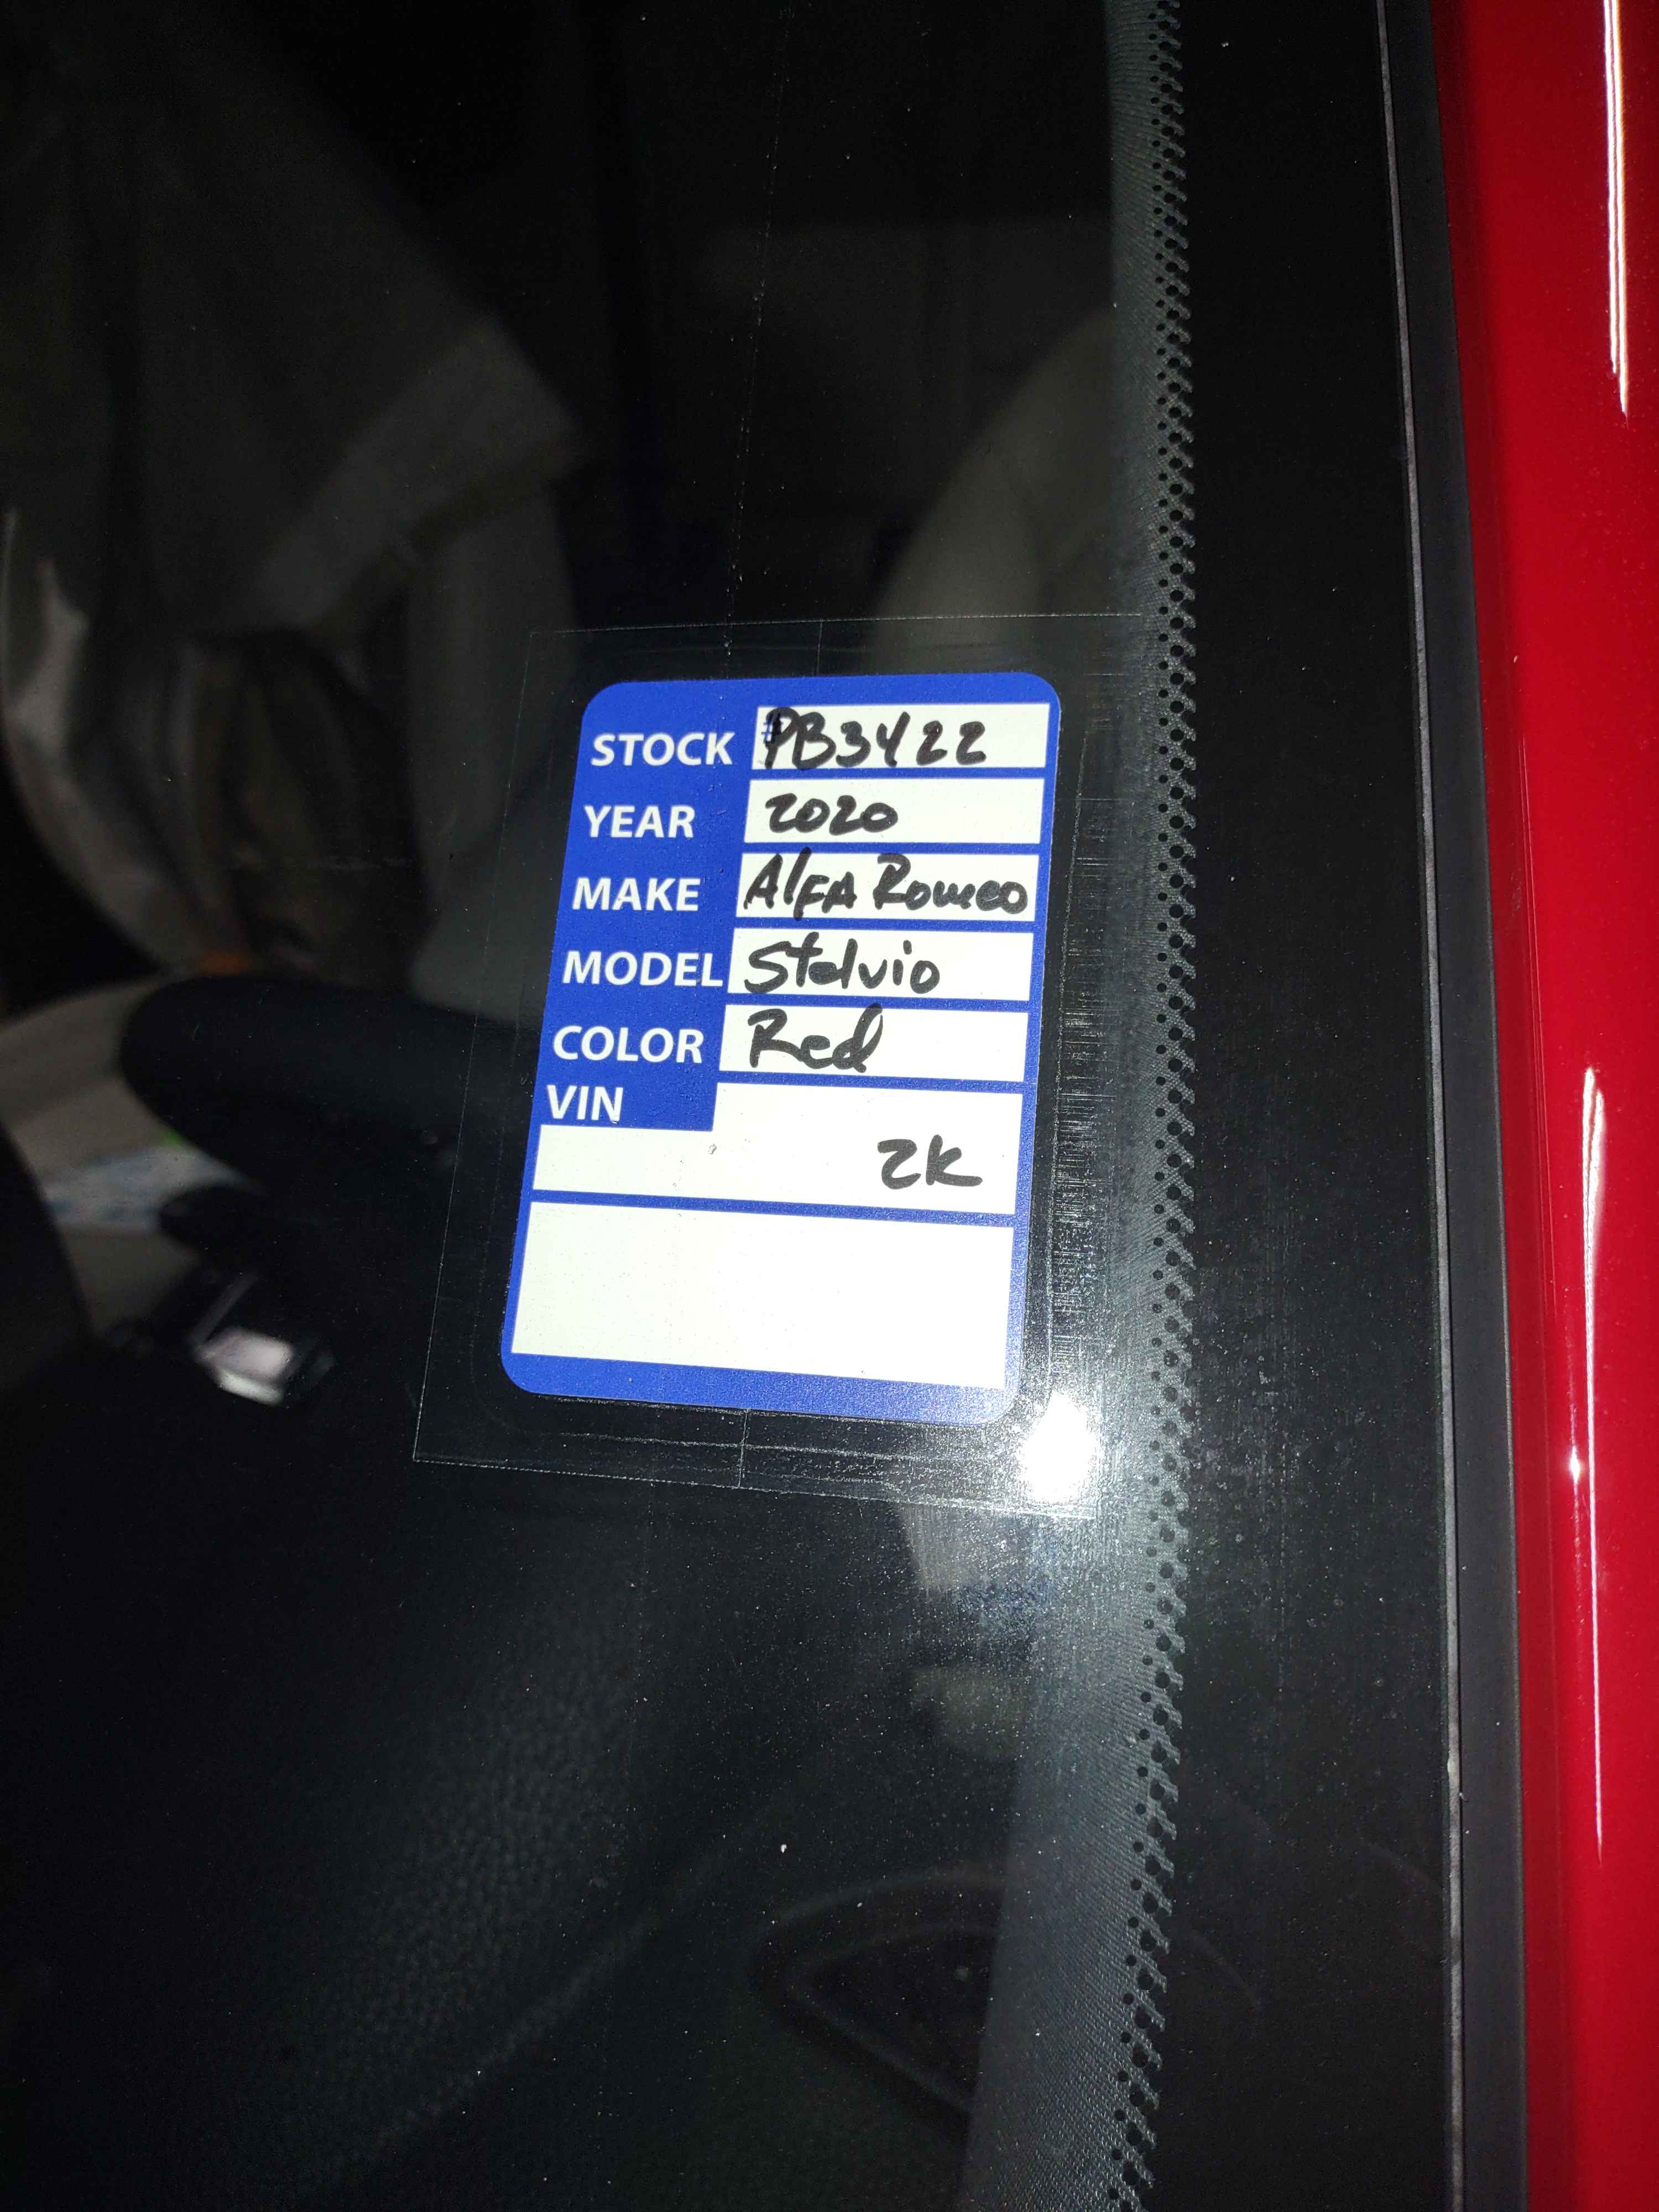 STOCK #PB3422
YEAR 2020
MAKE AlFA Romeo
MODEL Stelvio
COLOR Red
VIN
2K